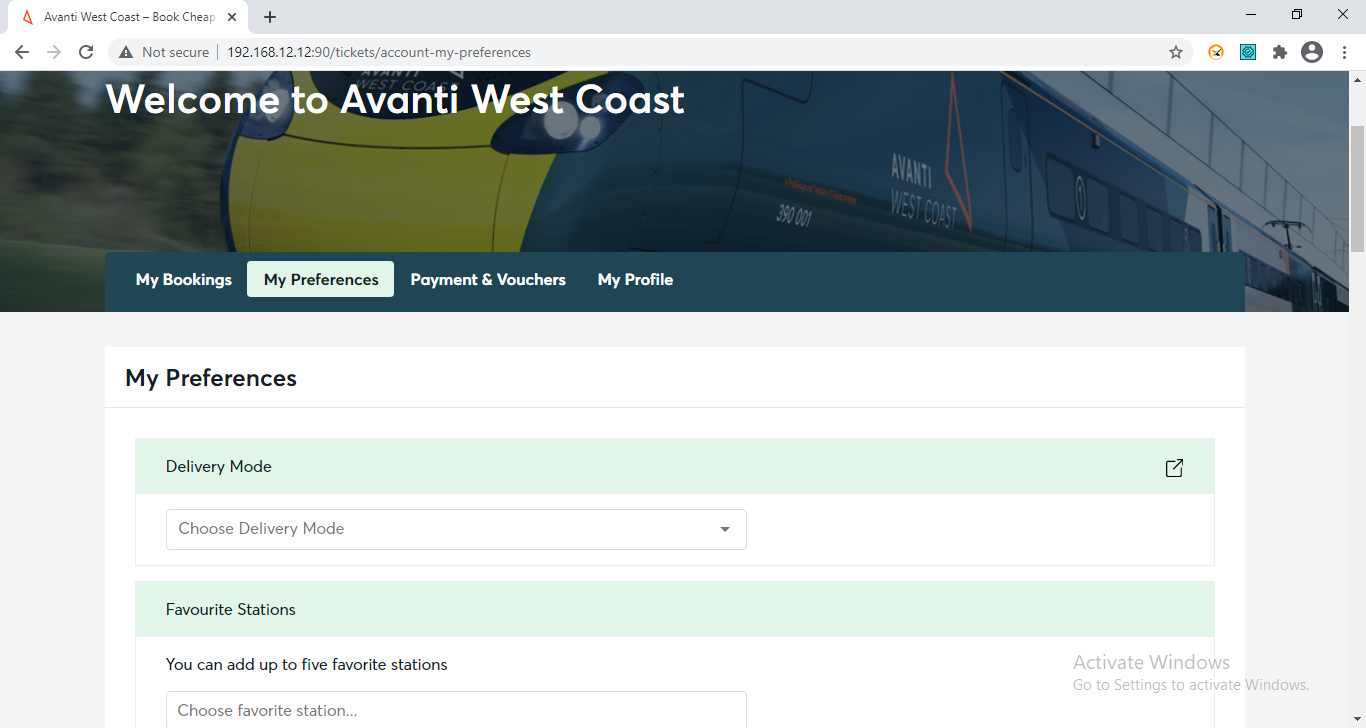 Avanti West Coast – Book Cheap
Not secure
192.168.12.12:90/tickets/account-my-preferences
WEST COAST
Welcome to Avanti West Coast
AVANTI
WEST COAST
390 001
My Bookings
My Preferences
Payment & Vouchers
My Profile
My Preferences
Delivery Mode
Choose Delivery Mode
Favourite Stations
You can add up to five favorite stations
Choose favorite station...
Activate Windows
Go to Settings to activate Windows.